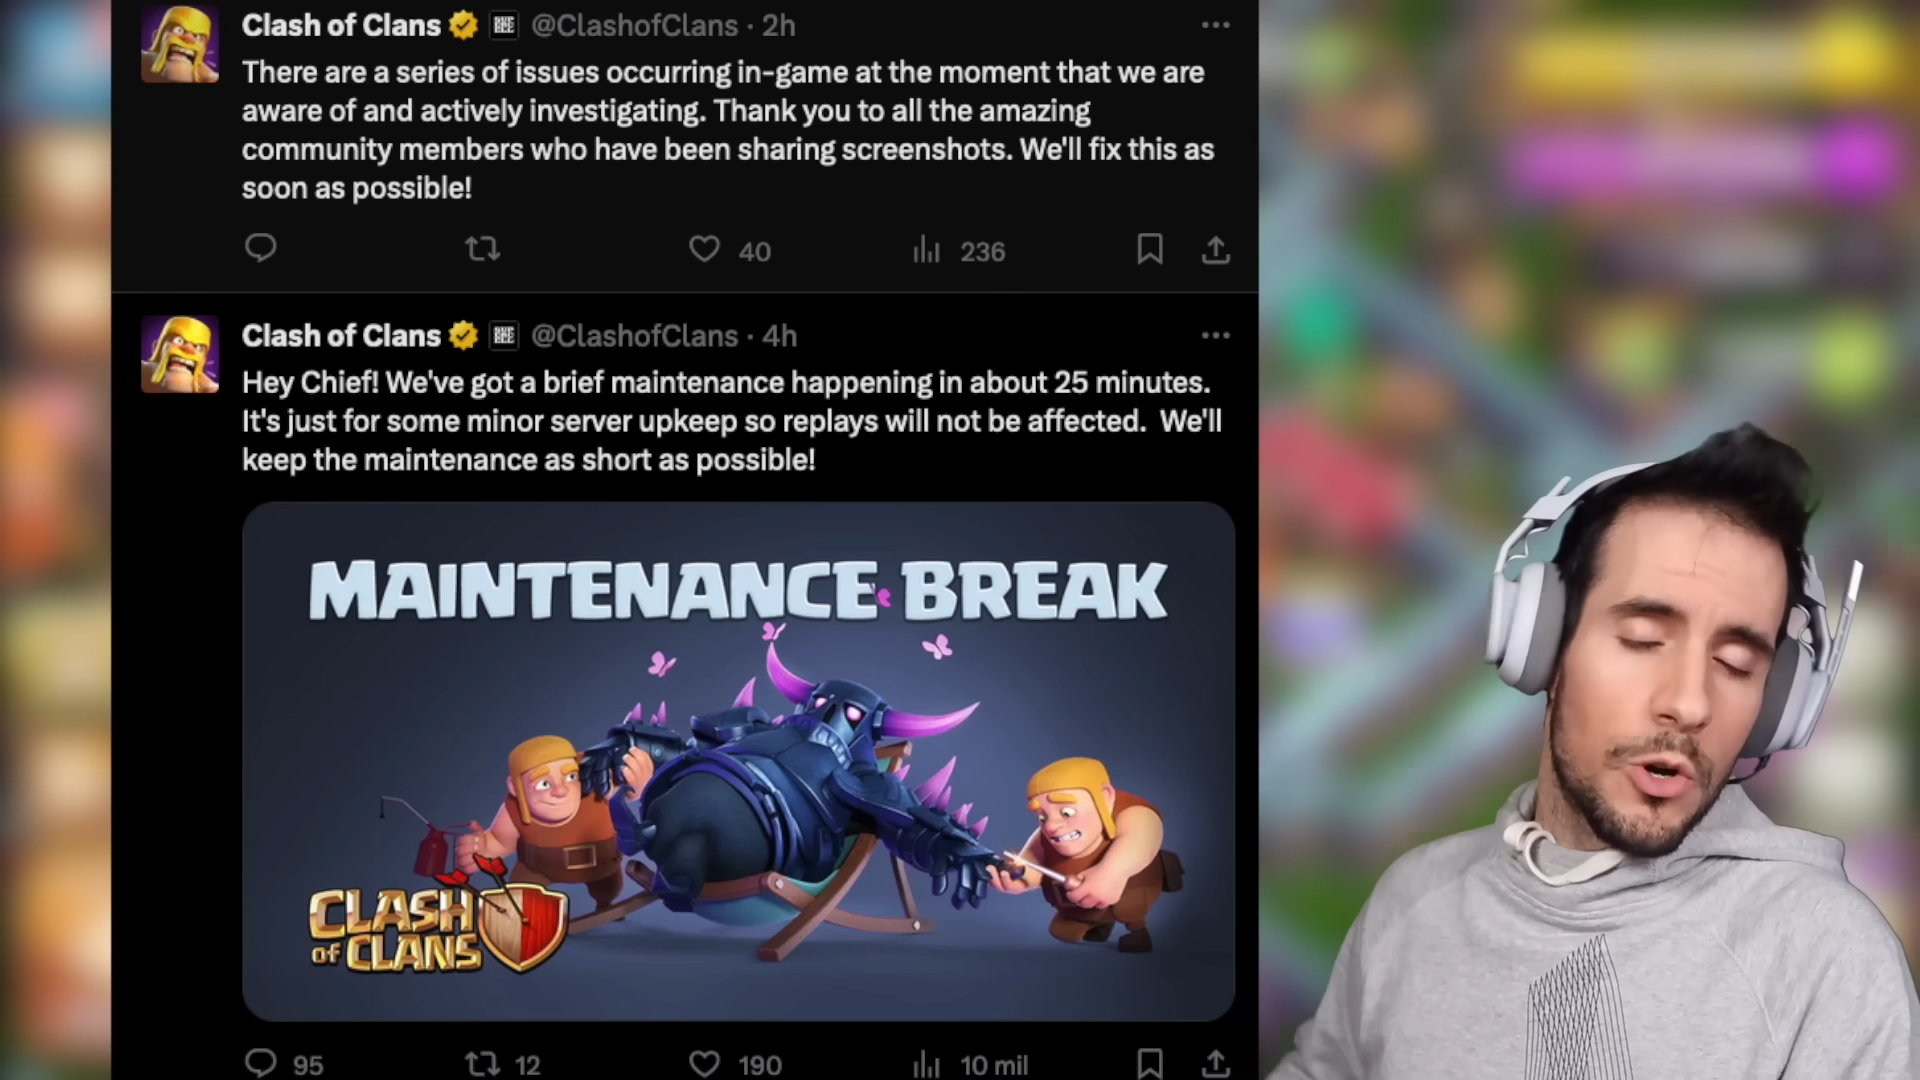 Clash of Clans @ClashofClans · 2h
There are a series of issues occurring in-game at the moment that we are
aware of and actively investigating. Thank you to all the amazing
community members who have been sharing screenshots. We'll fix this as
soon as possible!
40 236
Clash of Clans @ClashofClans · 4h
Hey Chief! We've got a brief maintenance happening in about 25 minutes.
It's just for some minor server upkeep so replays will not be affected. We'll
keep the maintenance as short as possible!
MAINTENANCE BREAK
CLASH
OF CLANS
95 12 190 10 mil